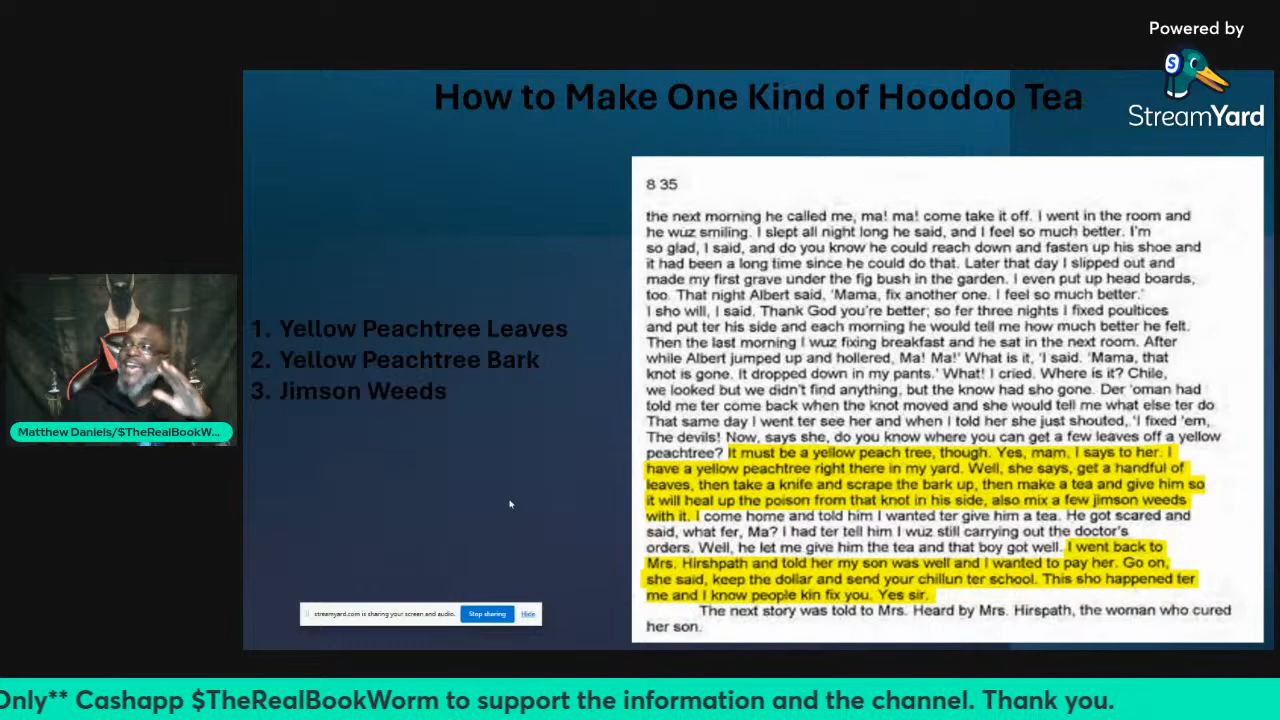 Powered by
StreamYard
How to Make One Kind of Hoodoo Tea
1. Yellow Peachtree Leaves
2. Yellow Peachtree Bark
3. Jimson Weeds
8 35
the next morning he called me, ma! ma! come take it off. I went in the room and
he wuz smiling. I slept all night long he said, and I feel so much better. I'm
so glad, I said, and do you know he could reach down and fasten up his shoe and
it had been a long time since he could do that. Later that day I slipped out and
made my first grave under the fig bush in the garden. I even put up head boards,
too. That night Albert said, 'Mama, fix another one. I feel so much better.'
I sho will, I said. Thank God you're better; so fer three nights I fixed poultices
and put ter his side and each morning he would tell me how much better he felt.
Then the last morning I wuz fixing breakfast and he sat in the next room. After
while Albert jumped up and hollered, Ma! Ma!' What is it, 'I said. 'Mama, that
knot is gone. It dropped down in my pants.' What! I cried. Where is it? Chile,
we looked but we didn't find anything, but the know had sho gone. Der 'oman had
told me ter come back when the knot moved and she would tell me what else ter do
That same day I went ter see her and when I told her she just shouted, 'I fixed 'em,
The devils! Now, says she, do you know where you can get a few leaves off a yellow
peachtree? It must be a yellow peach tree, though. Yes, mam, I says to her. I
have a yellow peachtree right there in my yard. Well, she says, get a handful of
leaves, then take a knife and scrape the bark up, then make a tea and give him so
it will heal up the poison from that knot in his side, also mix a few jimson weeds
with it. I come home and told him I wanted ter give him a tea. He got scared and
said, what fer, Ma? I had ter tell him I wuz still carrying out the doctor's
orders. Well, he let me give him the tea and that boy got well. I went back to
Mrs. Hirshpath and told her my son was well and I wanted to pay her. Go on,
she said, keep the dollar and send your chillun ter school. This sho happened ter
me and I know people kin fix you. Yes sir.
The next story was told to Mrs. Heard by Mrs. Hirspath, the woman who cured
her son.
Matthew Daniels/$TheRealBookW...
streamyard.com is sharing your screen and audio.
Stop sharing
Hide
Only** Cashapp $TheRealBookWorm to support the information and the channel. Thank you.